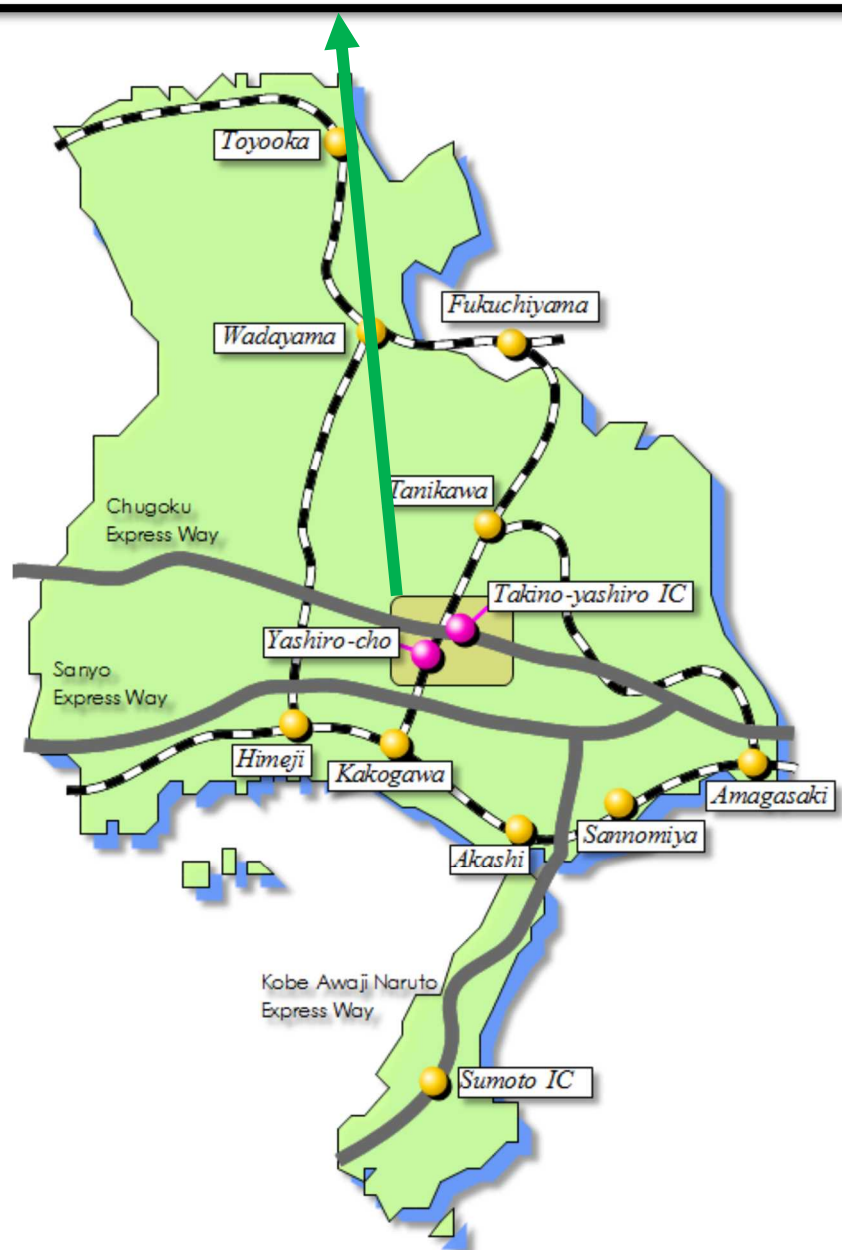 Toyooka
Fukuchiyama
Wadayama
Tanikawa
Chugoku
Express Way
Takino-yashiro IC
Yashiro-cho
Sanyo
Express Way
Himeji
Kakogawa
Amagasaki
Sannomiya
Akashi
Kobe Awaji Naruto
Express Way
Sumoto IC